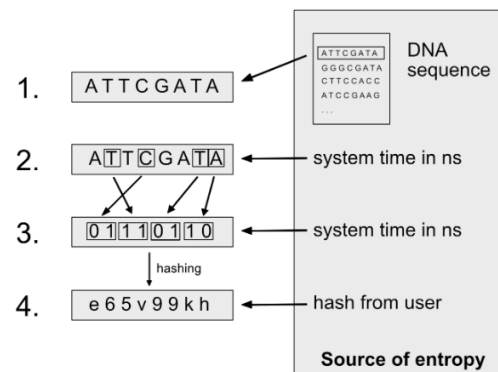 1.
ATTCGATA
ATTCGATA
GGGCGATA
CTTCCACC
ATCCGAAG
...
DNA
sequence
2.
ATTCGATA
system time in ns
3.
01110110
system time in ns
hashing
4.
e65v99kh
hash from user
Source of entropy